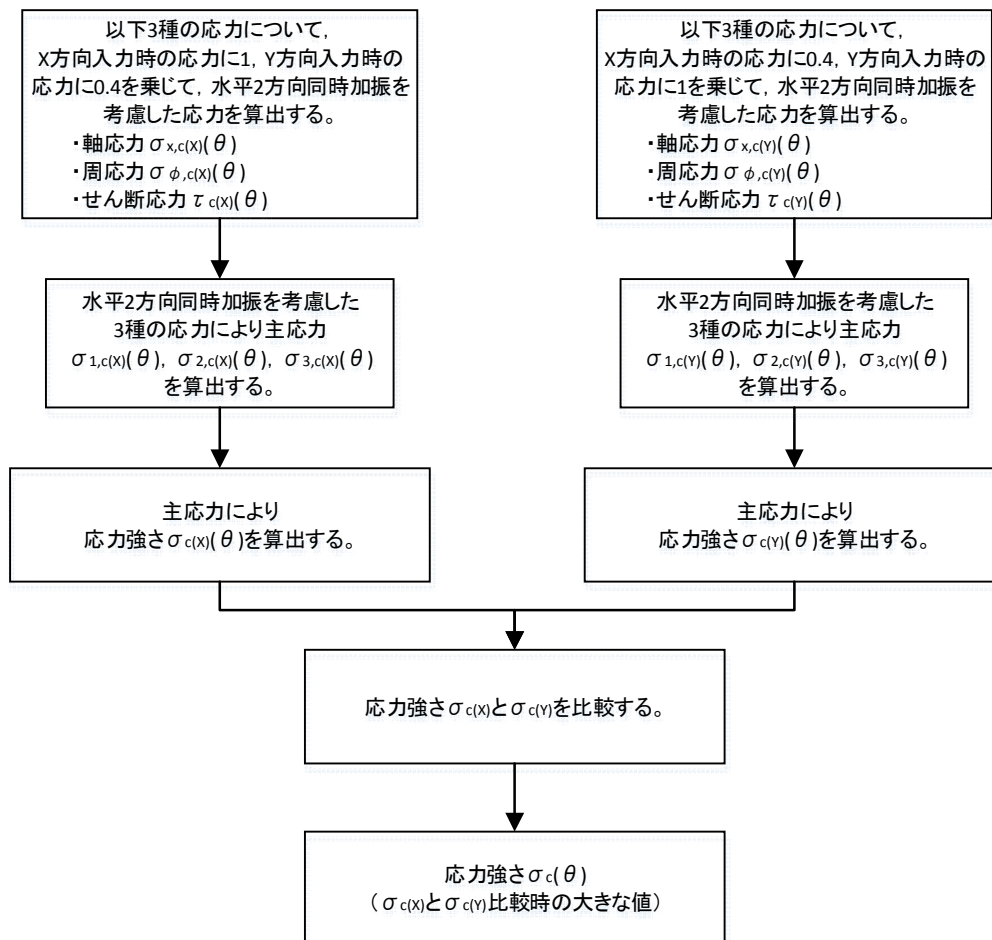 以下3種の応力について,
X方向入力時の応力に1, Y方向入力時の
応力に0.4を乗じて, 水平2方向同時加振を
考慮した応力を算出する。
・軸応力σx,c(X)(θ)
・周応力σφ,c(X)(θ)
・せん断応力τc(X)(θ)
以下3種の応力について,
X方向入力時の応力に0.4, Y方向入力時の
応力に1を乗じて, 水平2方向同時加振を
考慮した応力を算出する。
・軸応力σx,c(Y)(θ)
・周応力σφ,c(Y)(θ)
・せん断応力τc(Y)(θ)
水平2方向同時加振を考慮した
3種の応力により主応力
σ1,c(X)(θ), σ2,c(X)(θ), σ3,c(X)(θ)
を算出する。
水平2方向同時加振を考慮した
3種の応力により主応力
σ1,c(Y)(θ), σ2,c(Y)(θ), σ3,c(Y)(θ)
を算出する。
主応力により
応力強さσc(X)(θ)を算出する。
主応力により
応力強さσc(Y)(θ)を算出する。
応力強さσc(X)とσc(Y)を比較する。
応力強さσc(θ)
(σc(X)とσc(Y)比較時の大きな値)